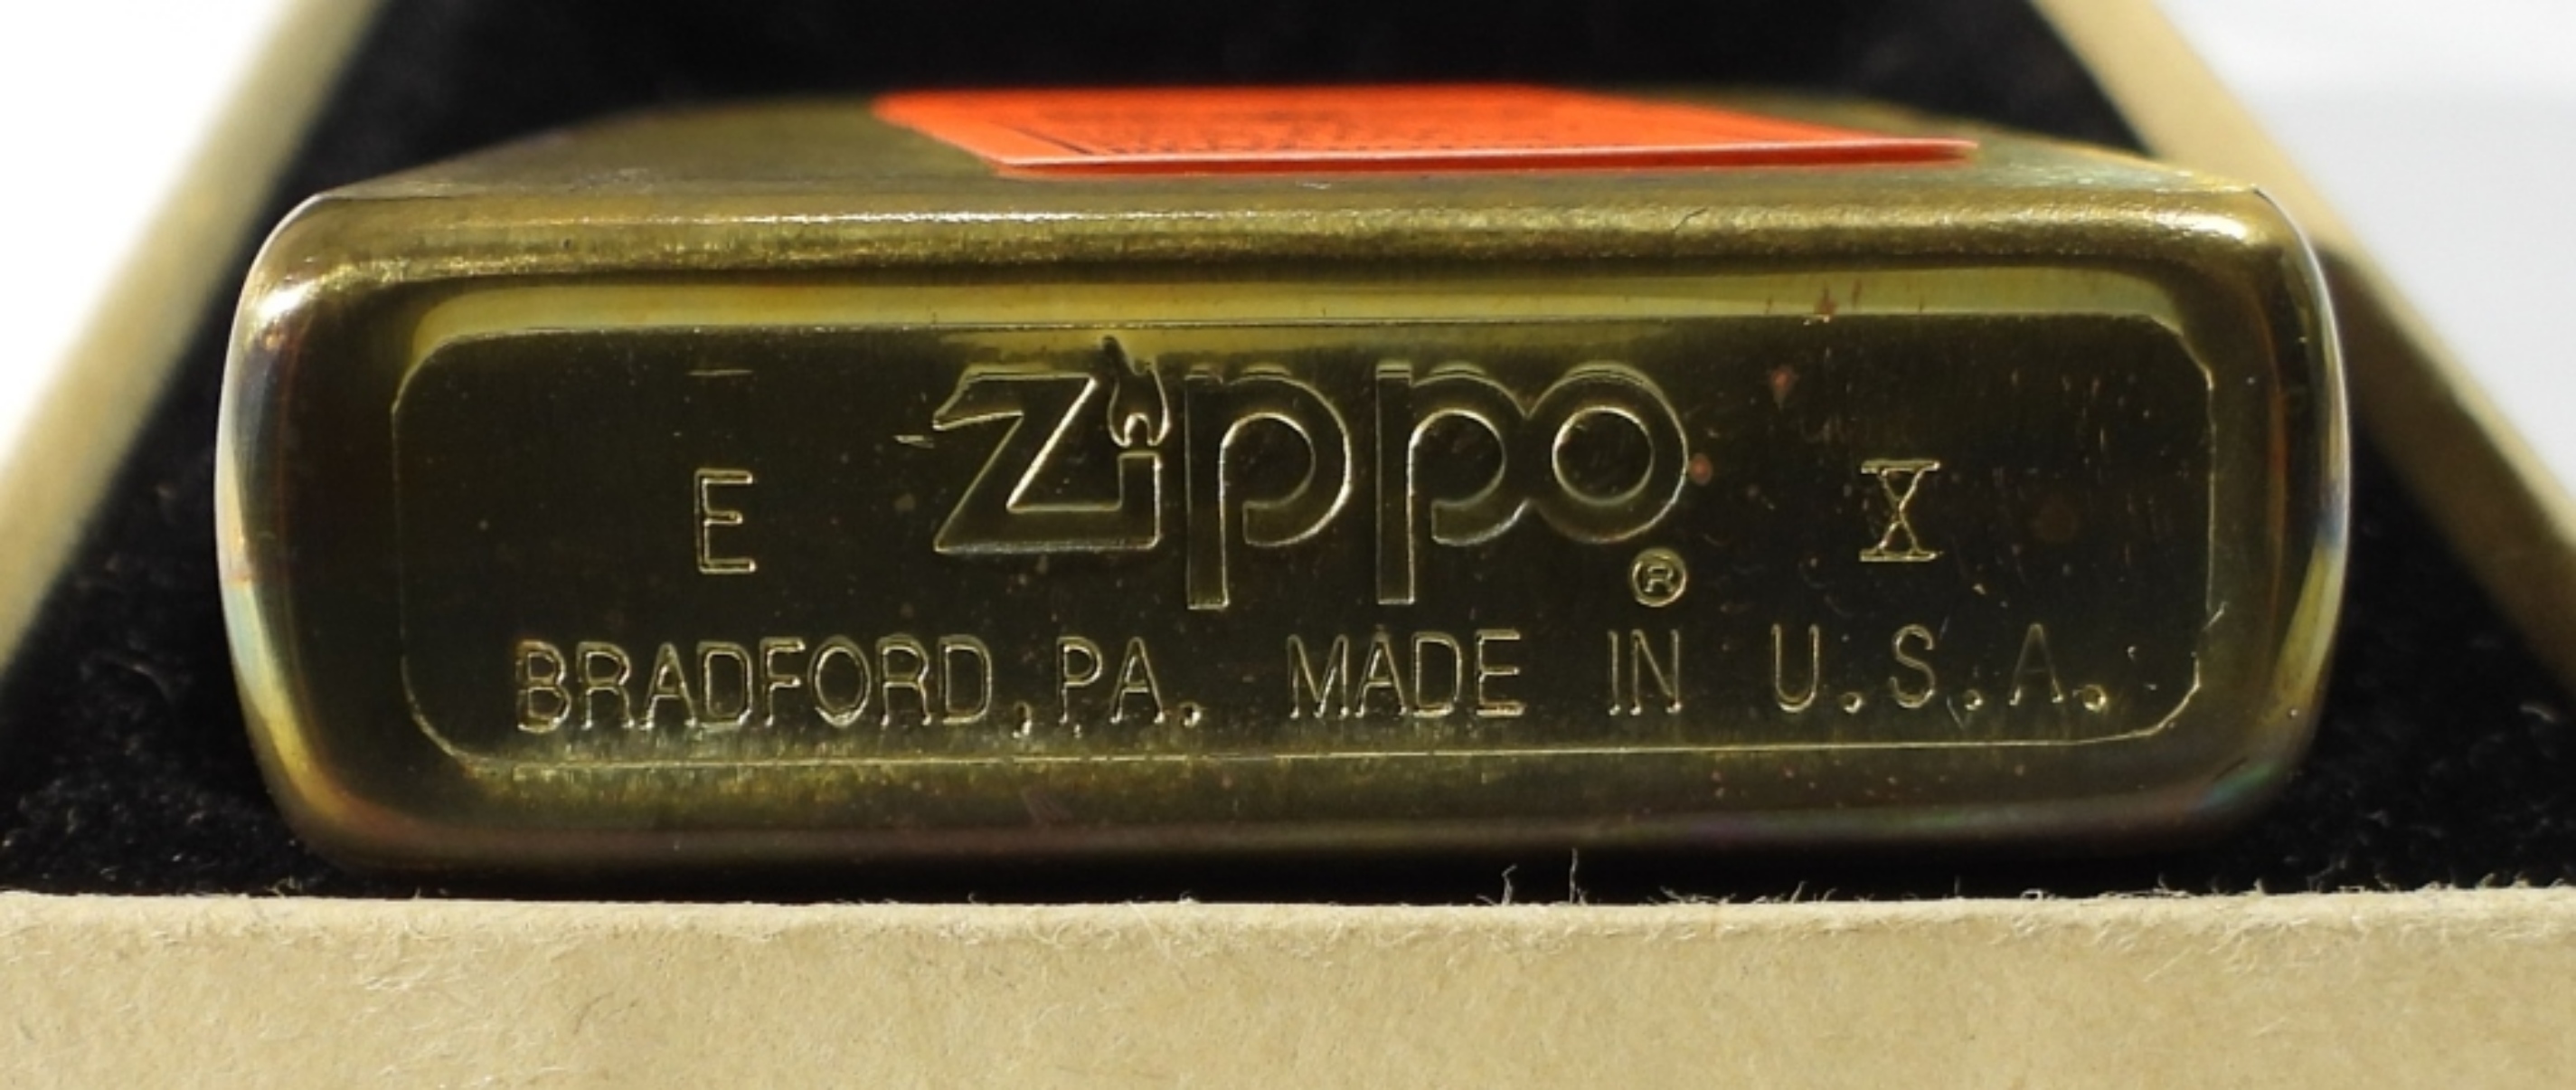 E Zippo ® X
BRADFORD, PA. MADE IN U.S.A.